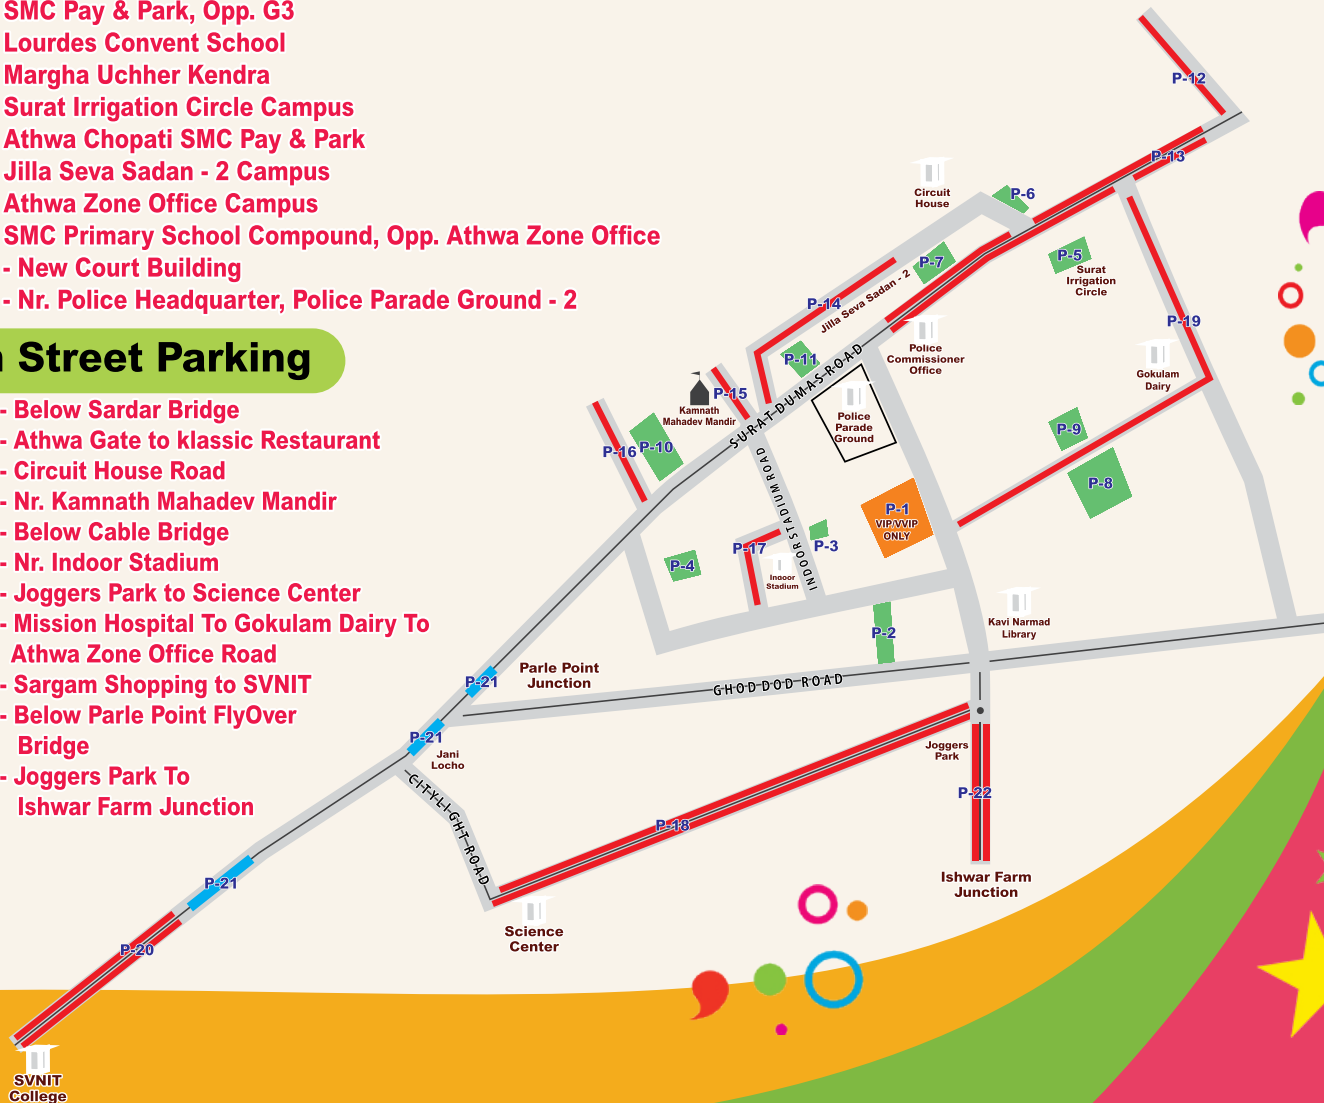 SMC Pay & Park, Opp. G3
Lourdes Convent School
Margha Uchher Kendra
Surat Irrigation Circle Campus
Athwa Chopati SMC Pay & Park
Jilla Seva Sadan - 2 Campus
Athwa Zone Office Campus
SMC Primary School Compound, Opp. Athwa Zone Office
- New Court Building
- Nr. Police Headquarter, Police Parade Ground - 2
Street Parking
- Below Sardar Bridge
- Athwa Gate to klassic Restaurant
- Circuit House Road
- Nr. Kamnath Mahadev Mandir
- Below Cable Bridge
- Nr. Indoor Stadium
- Joggers Park to Science Center
- Mission Hospital To Gokulam Dairy To
Athwa Zone Office Road
- Sargam Shopping to SVNIT
- Below Parle Point FlyOver
Bridge
- Joggers Park To
Ishwar Farm Junction
P-12
P-13
Circuit
House
P-6
P-7
P-5
Surat
Irrigation
Circle
P-14
Jilla Seva Sadan - 2
P-19
Police
Commissioner
Office
Gokulam
Dairy
P-11
SURAT DUMAS ROAD
P-15
Kamnath
Mahadev Mandir
Police
Parade
Ground
P-9
P-16
P-10
INDOOR STADIUM ROAD
P-8
P-1
VIP/VVIP
ONLY
P-17
P-3
P-4
Indoor
Stadium
P-2
Kavi Narmad
Library
Parle Point
Junction
P-21
GHOD DOD ROAD
P-21
Jani
Locho
Joggers
Park
CITYLIGHT ROAD
P-22
P-18
P-21
Ishwar Farm
Junction
Science
Center
P-20
SVNIT
College